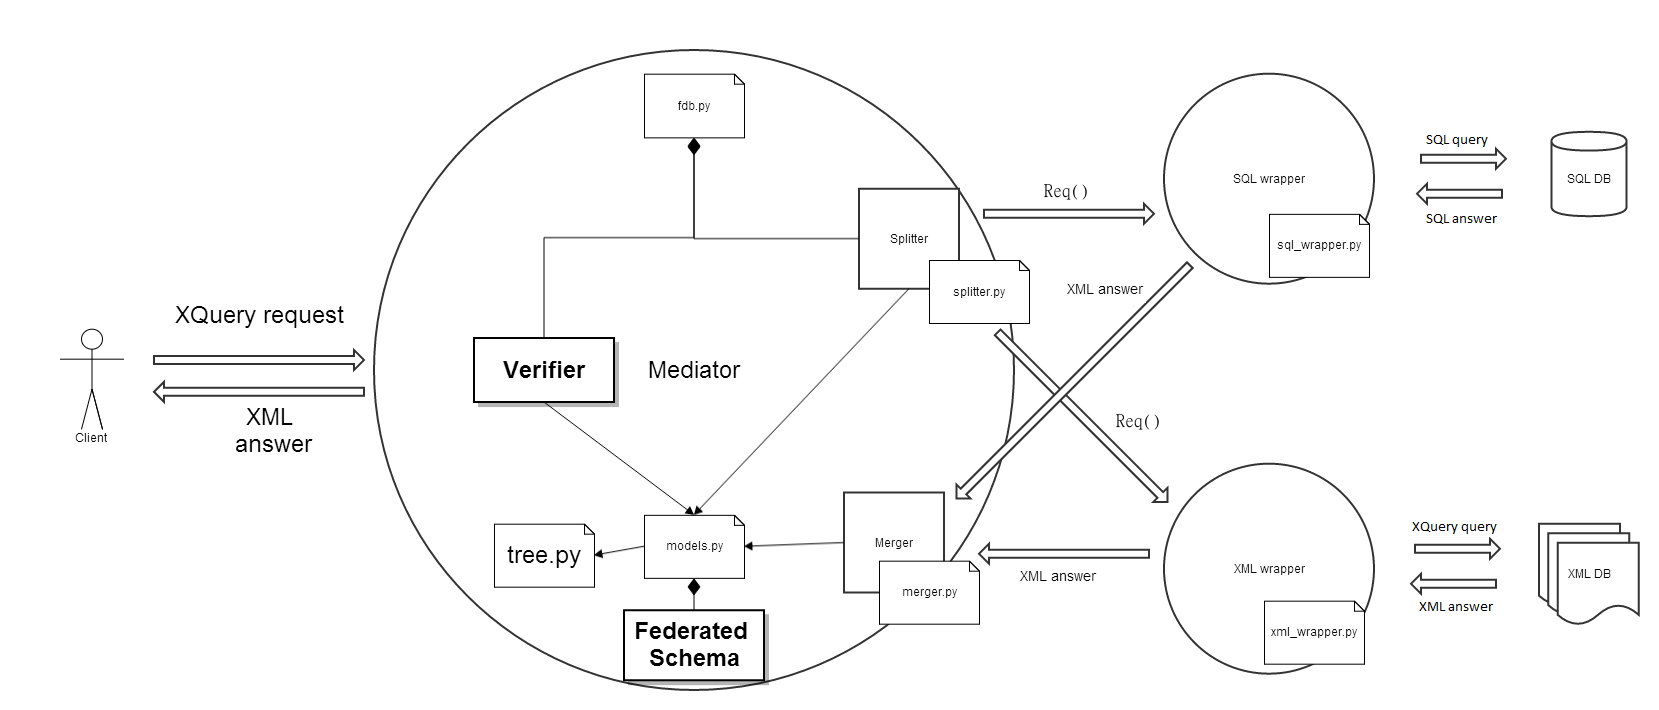 fdb.py
SQL query
SQL DB
SQL wrapper
Req()
SQL answer
Splitter
sql_wrapper.py
splitter.py
XML answer
XQuery request
Verifier
Mediator
XML
answer
Client
Req()
XQuery query
tree.py
models.py
Merger
XML answer
XML wrapper
XML DB
merger.py
XML answer
Federated
Schema
xml_wrapper.py